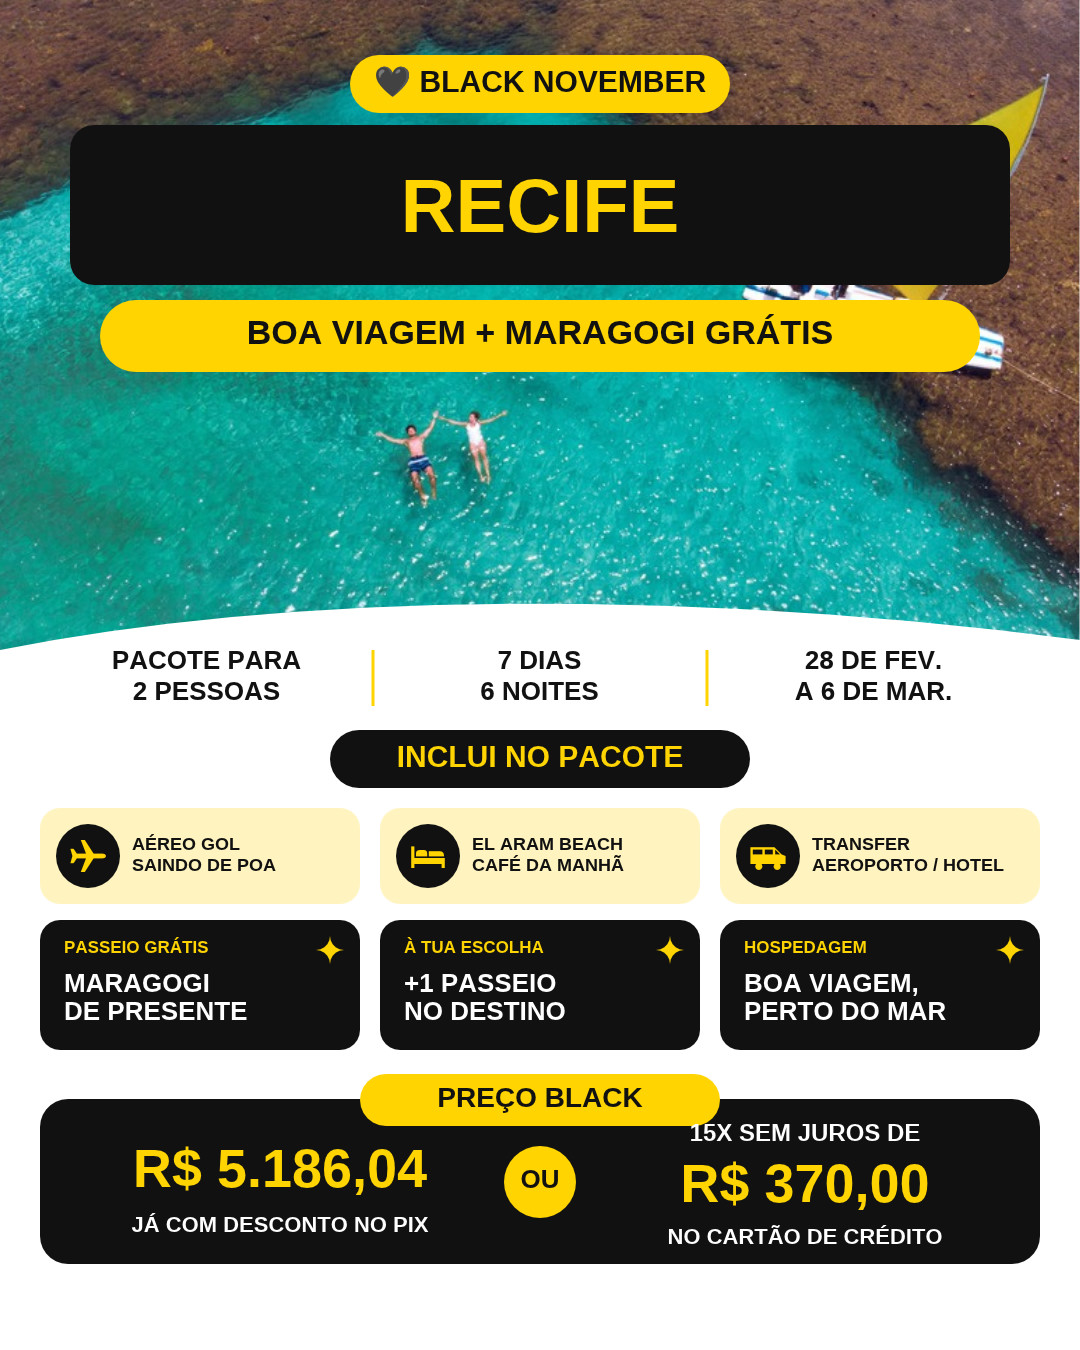 🖤 BLACK NOVEMBER
RECIFE
BOA VIAGEM + MARAGOGI GRÁTIS
PACOTE PARA
2 PESSOAS
7 DIAS
6 NOITES
28 DE FEV.
A 6 DE MAR.
INCLUI NO PACOTE
AÉREO GOL
SAINDO DE POA
EL ARAM BEACH
CAFÉ DA MANHÃ
TRANSFER
AEROPORTO / HOTEL
PASSEIO GRÁTIS
MARAGOGI
DE PRESENTE
À TUA ESCOLHA
+1 PASSEIO
NO DESTINO
HOSPEDAGEM
BOA VIAGEM,
PERTO DO MAR
PREÇO BLACK
R$ 5.186,04
JÁ COM DESCONTO NO PIX
OU
15X SEM JUROS DE
R$ 370,00
NO CARTÃO DE CRÉDITO